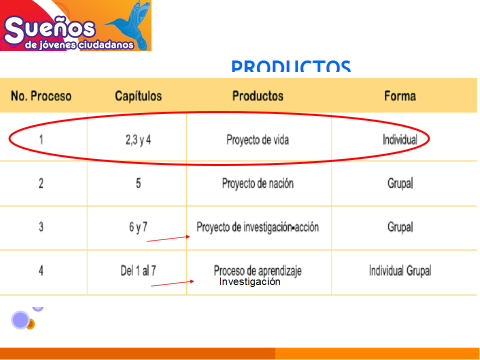 Sueños
de jóvenes ciudadanos
PRODUCTOS
No. Proceso Capítulos Productos Forma
1 2,3 y 4 Proyecto de vida Individual
2 5 Proyecto de nación Grupal
3 6 y 7 Proyecto de investigación-acción Grupal
4 Del 1 al 7 Proceso de aprendizaje Individual Grupal
Investigación